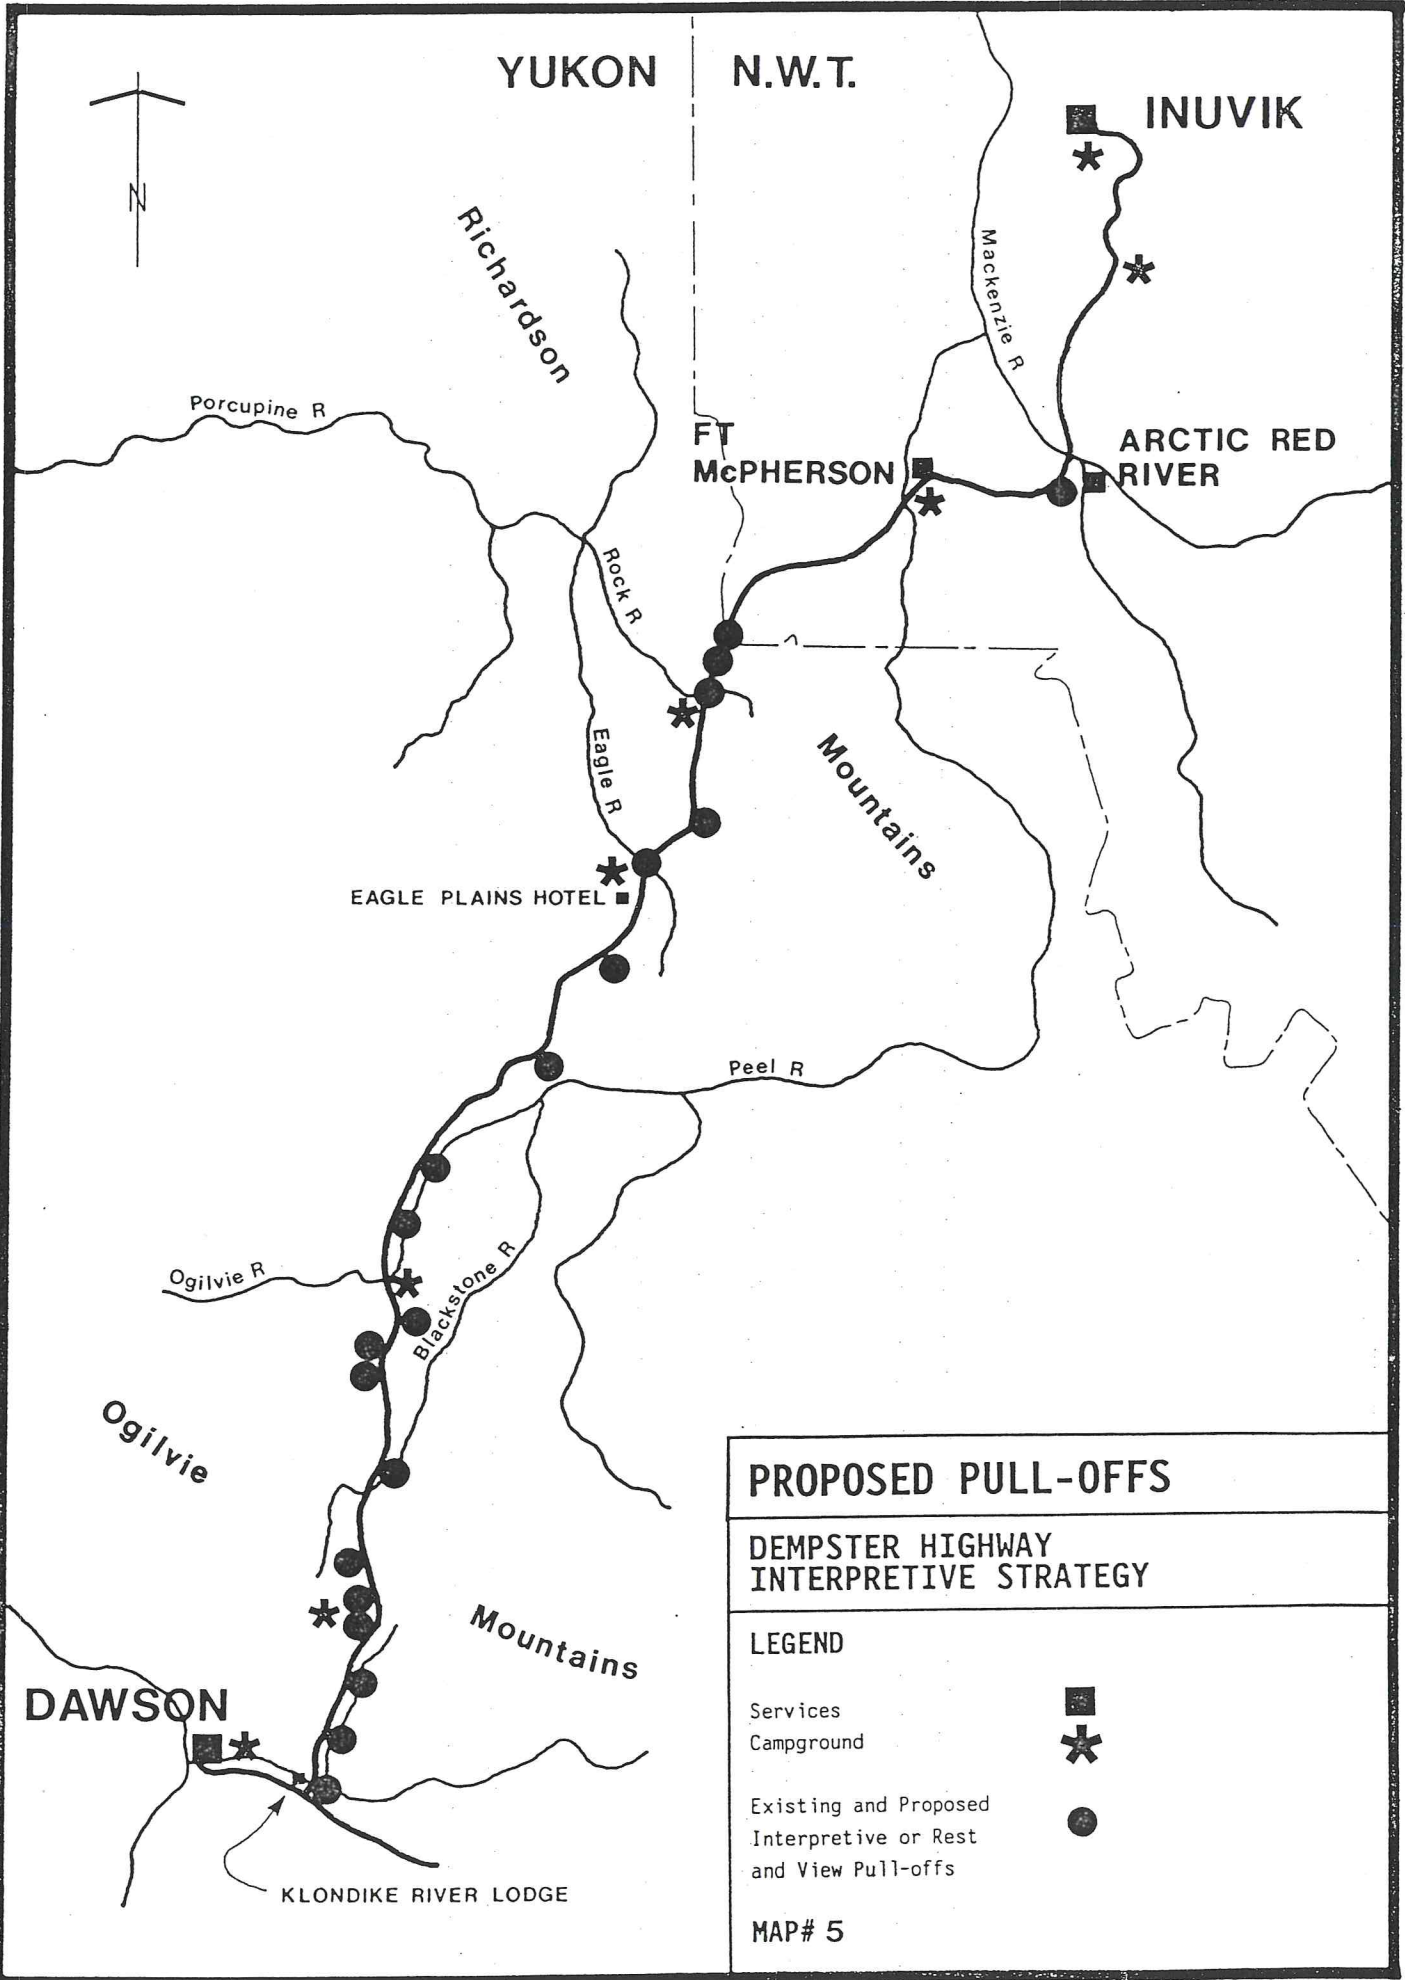 YUKON
N.W.T.
INUVIK
N
Richardson
Mackenzie R
Porcupine R
FT
McPHERSON
ARCTIC RED
RIVER
Rock R
Eagle R
Mountains
EAGLE PLAINS HOTEL
Peel R
Ogilvie R
Blackstone R
Ogilvie
Mountains
DAWSON
KLONDIKE RIVER LODGE
PROPOSED PULL-OFFS
DEMPSTER HIGHWAY
INTERPRETIVE STRATEGY
LEGEND
Services
Campground
Existing and Proposed
Interpretive or Rest
and View Pull-offs
MAP# 5